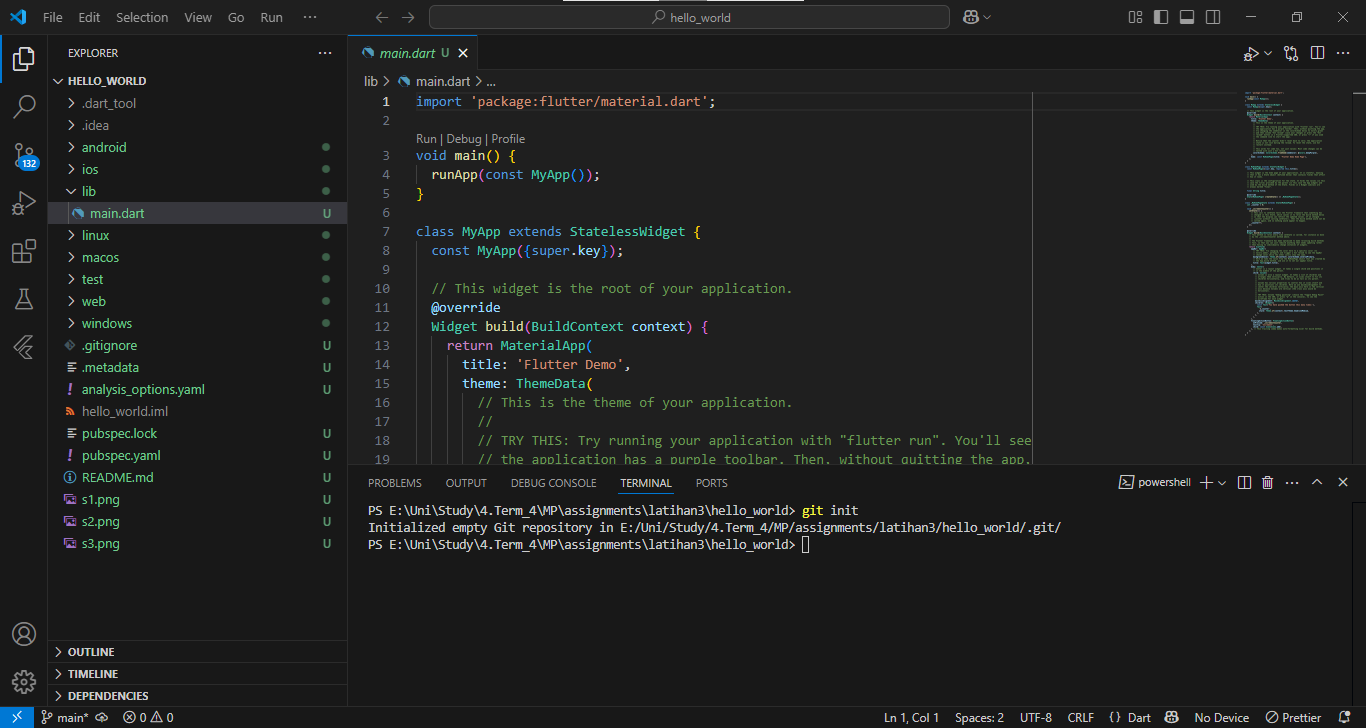 File Edit Selection View Go Run ···
hello_world
EXPLORER
HELLO_WORLD
.dart_tool
.idea
android
ios
lib
main.dart U
linux
macos
test
web
windows
.gitignore U
.metadata U
analysis_options.yaml U
hello_world.iml
pubspec.lock U
pubspec.yaml U
README.md U
s1.png U
s2.png U
s3.png U
OUTLINE
TIMELINE
DEPENDENCIES
132
main.dart U
lib > main.dart > ...
1 import 'package:flutter/material.dart';
2
Run | Debug | Profile
3 void main() {
4 runApp(const MyApp());
5 }
6
7 class MyApp extends StatelessWidget {
8 const MyApp({super.key});
9
10 // This widget is the root of your application.
11 @override
12 Widget build(BuildContext context) {
13 return MaterialApp(
14 title: 'Flutter Demo',
15 theme: ThemeData(
16 // This is the theme of your application.
17 //
18 // TRY THIS: Try running your application with "flutter run". You'll see
19 // the application has a purple toolbar. Then, without quitting the app,
PROBLEMS OUTPUT DEBUG CONSOLE TERMINAL PORTS
powershell
PS E:\Uni\Study\4.Term_4\MP\assignments\latihan3\hello_world> git init
Initialized empty Git repository in E:/Uni/Study/4.Term_4/MP/assignments/latihan3/hello_world/.git/
PS E:\Uni\Study\4.Term_4\MP\assignments\latihan3\hello_world>
main* 0 0 Ln 1, Col 1 Spaces: 2 UTF-8 CRLF {} Dart No Device Prettier